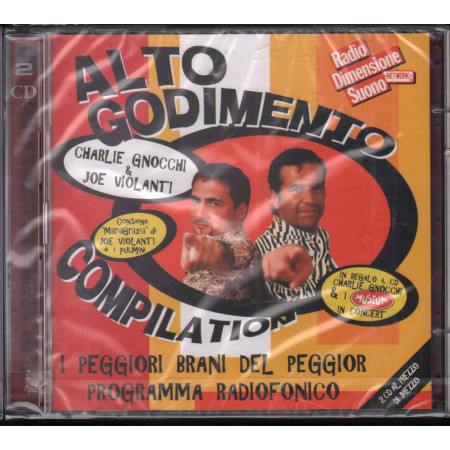 2
CD
ALTO
GODIMENTO
COMPILATION
Radio
Dimensione
Suono
NETWORK
CHARLIE GNOCCHI
&
JOE VIOLANTI
CONTIENE
"MARIAGRAZIA" DI
JOE VIOLANTI
E I FULMINI
IN REGALO IL CD
CHARLIE GNOCCHI
& I MUSEUM
IN CONCERT
I PEGGIORI BRANI DEL PEGGIOR
PROGRAMMA RADIOFONICO
2 CD AL PREZZO
DI MEZZO